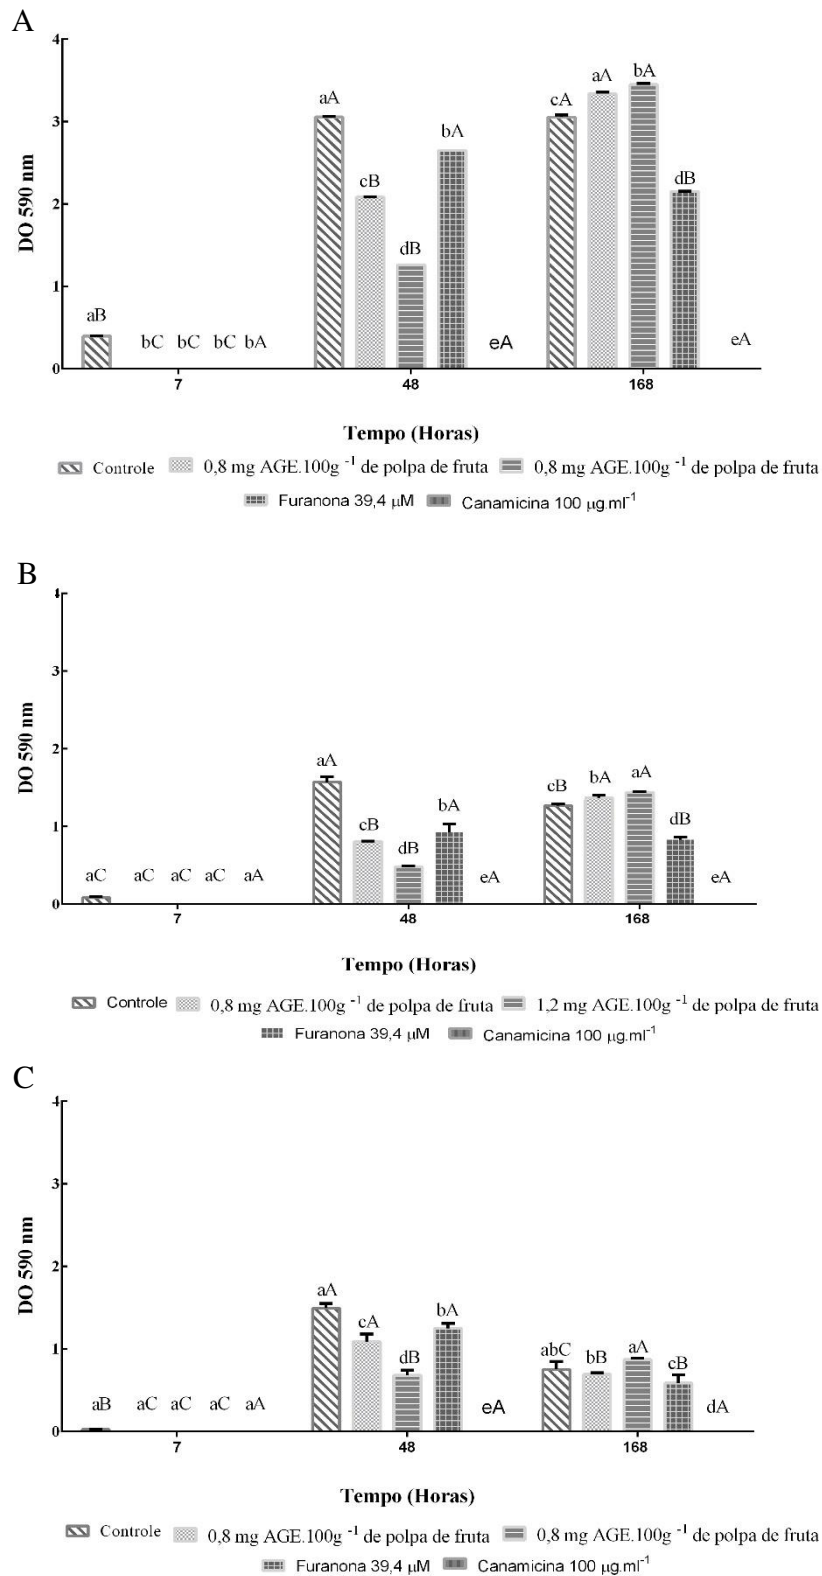 A
4
aA
cA
aA
bA
bA
3
cB
dB
DO 590 nm
2
dB
1
aB
bC bC bC bA
eA
eA
0
7
48
168
Tempo (Horas)
Controle 0,8 mg AGE.100g -1 de polpa de fruta 0,8 mg AGE.100g -1 de polpa de fruta
Furanona 39,4 µM Canamicina 100 µg.ml-1
B
4
3
DO 590 nm
2
aA
cB bA aA
bA
cB
dB
dB
1
aC aC aC aC aA
eA
eA
0
7
48
168
Tempo (Horas)
Controle 0,8 mg AGE.100g -1 de polpa de fruta 1,2 mg AGE.100g -1 de polpa de fruta
Furanona 39,4 µM Canamicina 100 µg.ml-1
C
4
3
DO 590 nm
2
aA
cA
bA
dB
abC bB aA cB
1
aB aC aC aC aA
eA
dA
0
7
48
168
Tempo (Horas)
Controle 0,8 mg AGE.100g -1 de polpa de fruta 0,8 mg AGE.100g -1 de polpa de fruta
Furanona 39,4 µM Canamicina 100 µg.ml-1